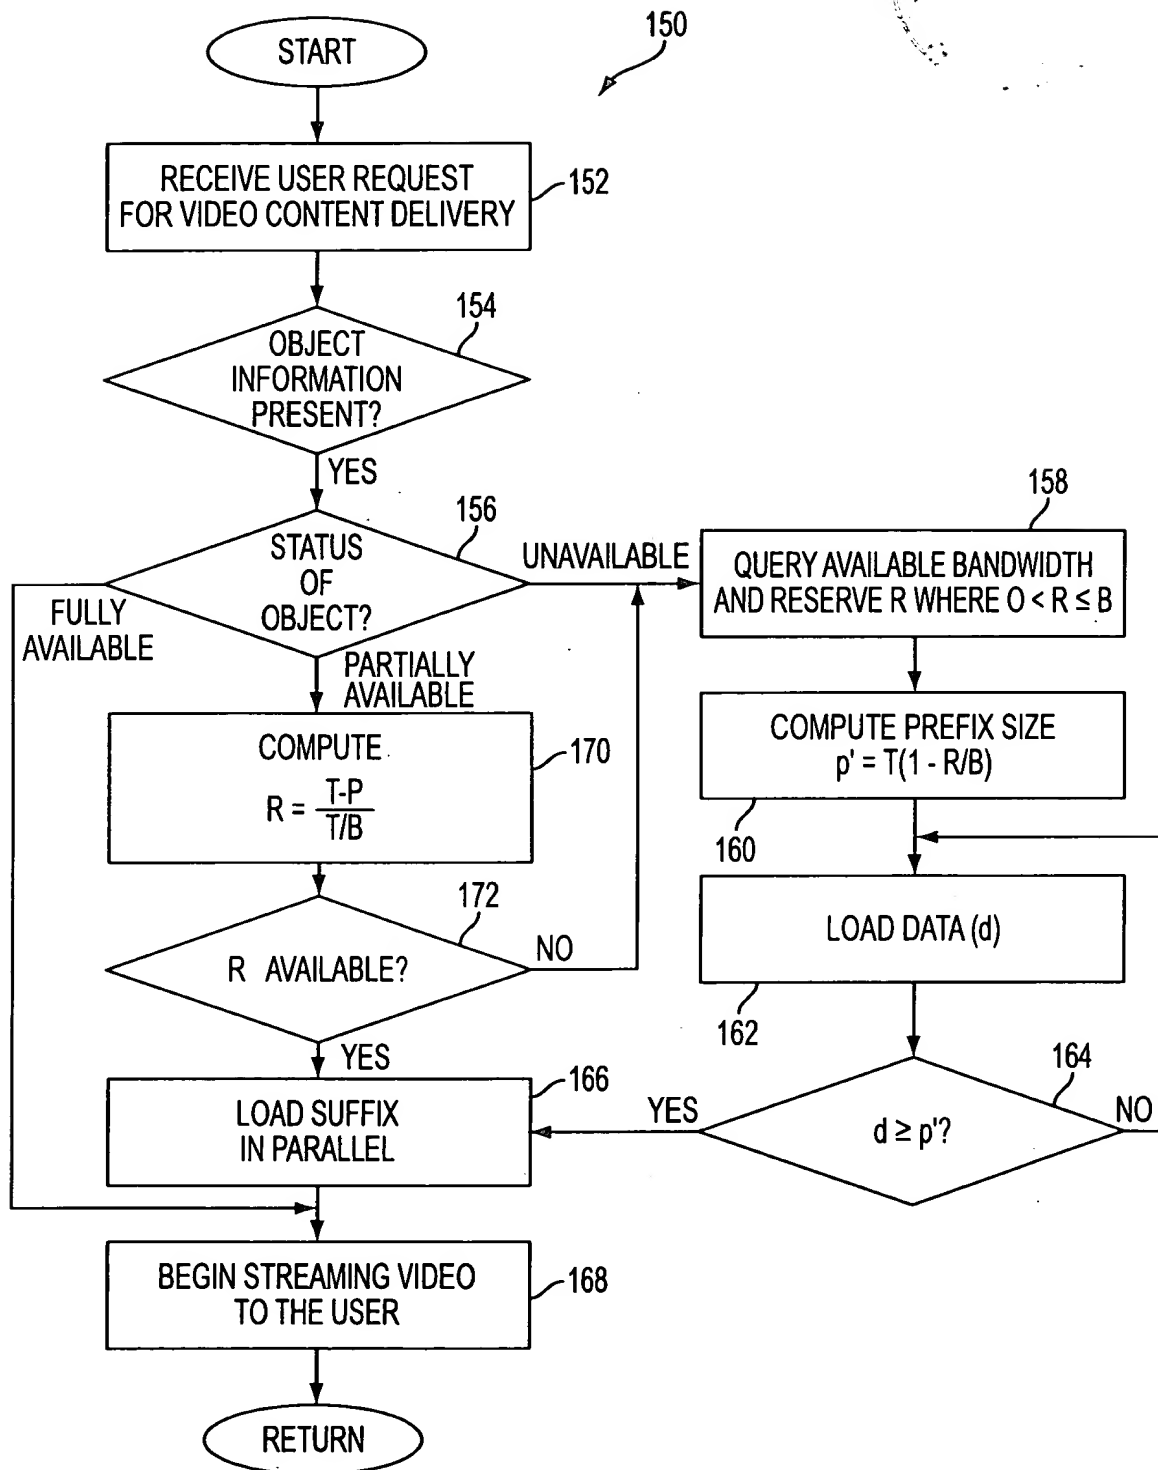 150
START
RECEIVE USER REQUEST
FOR VIDEO CONTENT DELIVERY
152
154
OBJECT
INFORMATION
PRESENT?
YES
156
STATUS
OF
OBJECT?
UNAVAILABLE
FULLY
AVAILABLE
PARTIALLY
AVAILABLE
158
QUERY AVAILABLE BANDWIDTH
AND RESERVE R WHERE O < R ≤ B
COMPUTE PREFIX SIZE
p' = T(1 - R/B)
160
COMPUTE
R = T-P
T/B
170
172
R AVAILABLE?
NO
YES
LOAD DATA (d)
162
164
d ≥ p'?
YES
NO
166
LOAD SUFFIX
IN PARALLEL
BEGIN STREAMING VIDEO
TO THE USER
168
RETURN